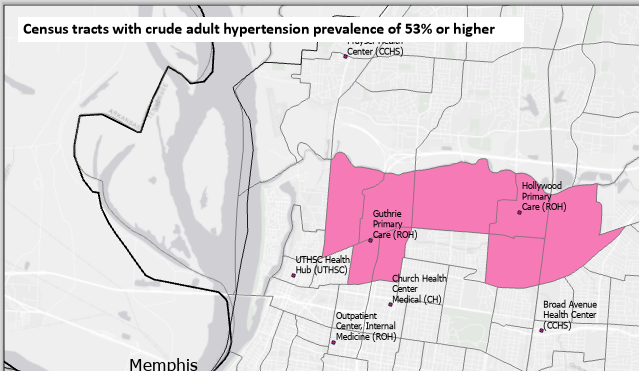 Census tracts with crude adult hypertension prevalence of 53% or higher
Center (CCHS)
ARKANSAS
Hollywood
Primary
Care (ROH)
Guthrie
Primary
Care (ROH)
UTHSC Health
Hub (UTHSC)
Church Health
Center
Medical (CH)
Outpatient
Center, Internal
Medicine (ROH)
Broad Avenue
Health Center
(CCHS)
Memphis